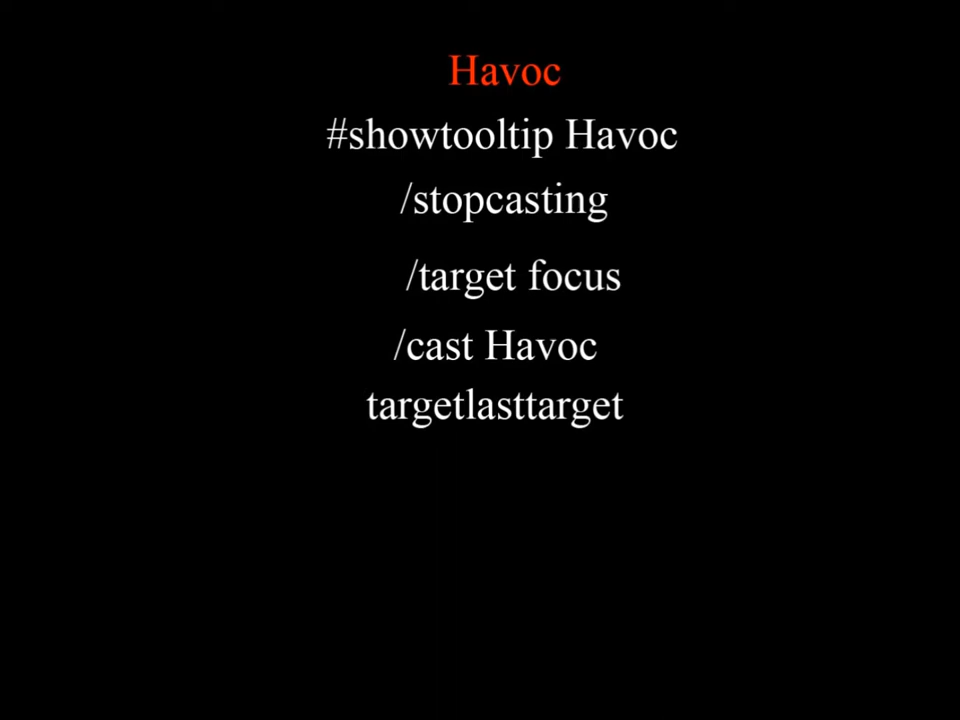 Havoc
#showtooltip Havoc
/stopcasting
/target focus
/cast Havoc
targetlasttarget